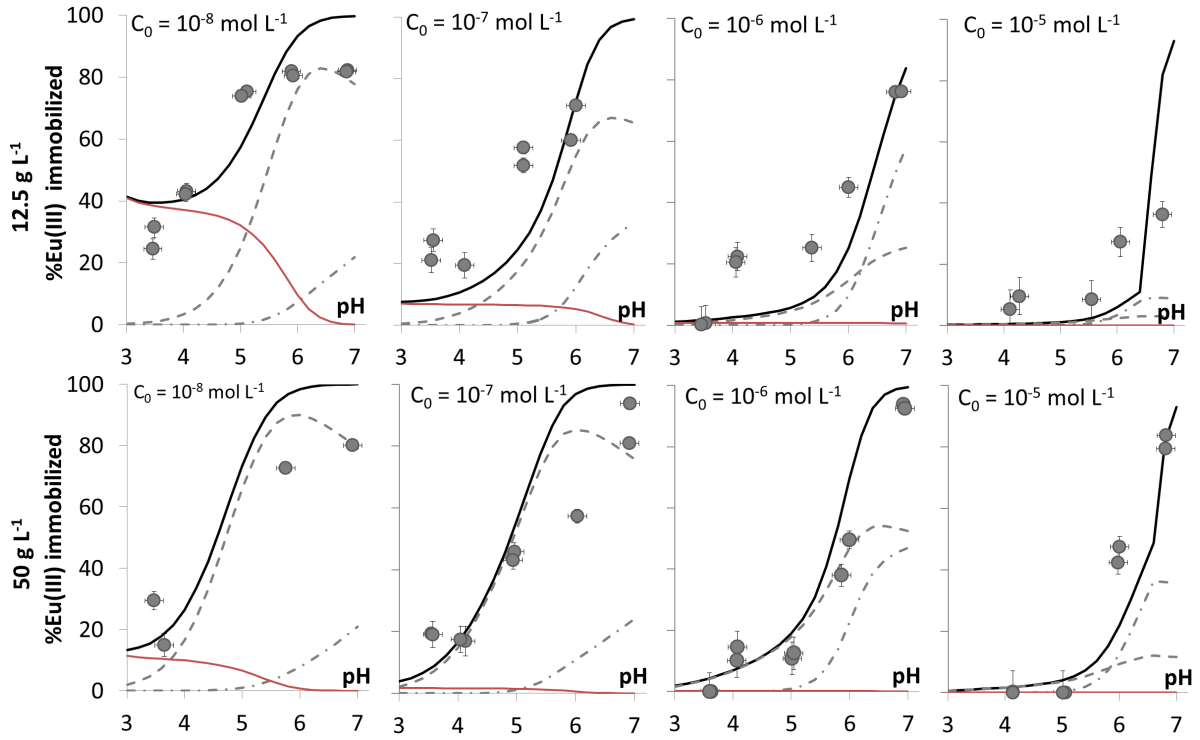 C₀ = 10⁻⁸ mol L⁻¹
C₀ = 10⁻⁷ mol L⁻¹
C₀ = 10⁻⁶ mol L⁻¹
C₀ = 10⁻⁵ mol L⁻¹
12.5 g L⁻¹
%Eu(III) immobilized
100
80
60
40
20
0
pH
pH
pH
pH
3 4 5 6 7
3 4 5 6 7
3 4 5 6 7
3 4 5 6 7
C₀ = 10⁻⁸ mol L⁻¹
C₀ = 10⁻⁷ mol L⁻¹
C₀ = 10⁻⁶ mol L⁻¹
C₀ = 10⁻⁵ mol L⁻¹
50 g L⁻¹
%Eu(III) immobilized
100
80
60
40
20
0
pH
pH
pH
pH
3 4 5 6 7
3 4 5 6 7
3 4 5 6 7
3 4 5 6 7